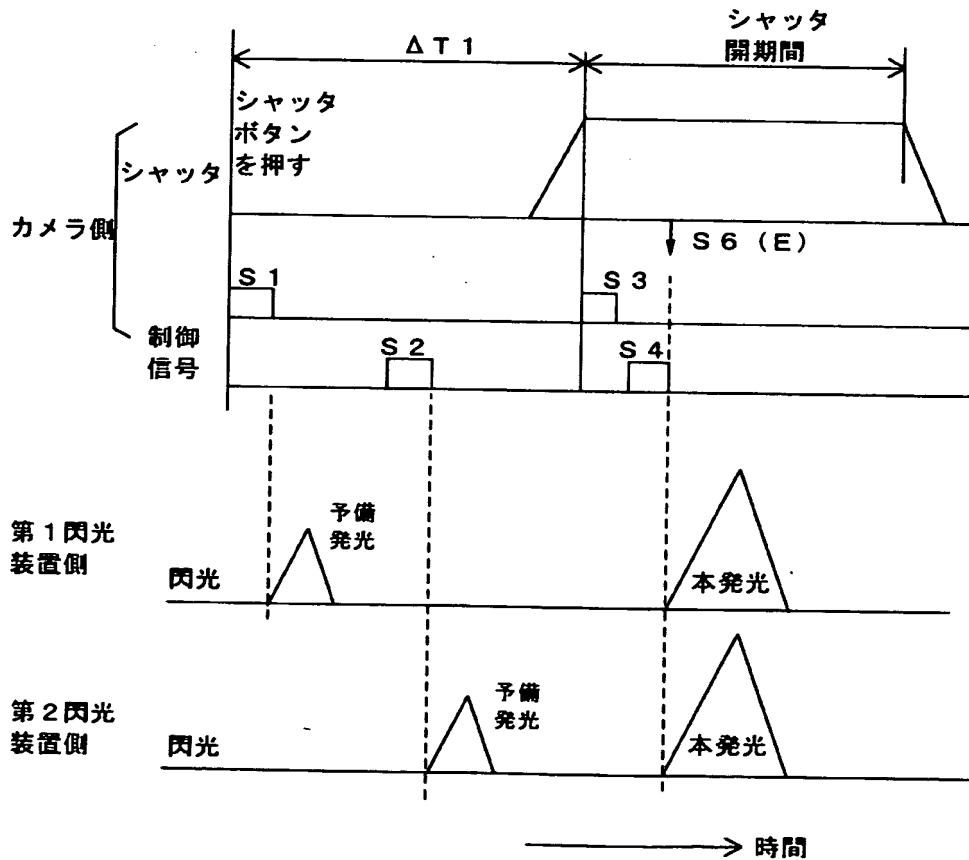 シャッタ
開期間
ΔT1
シャッタ
ボタン
を押す
シャッタ
カメラ側
S6(E)
S1
S3
制御
信号
S2
S4
第1閃光
装置側
閃光
予備
発光
本発光
第2閃光
装置側
閃光
予備
発光
本発光
時間